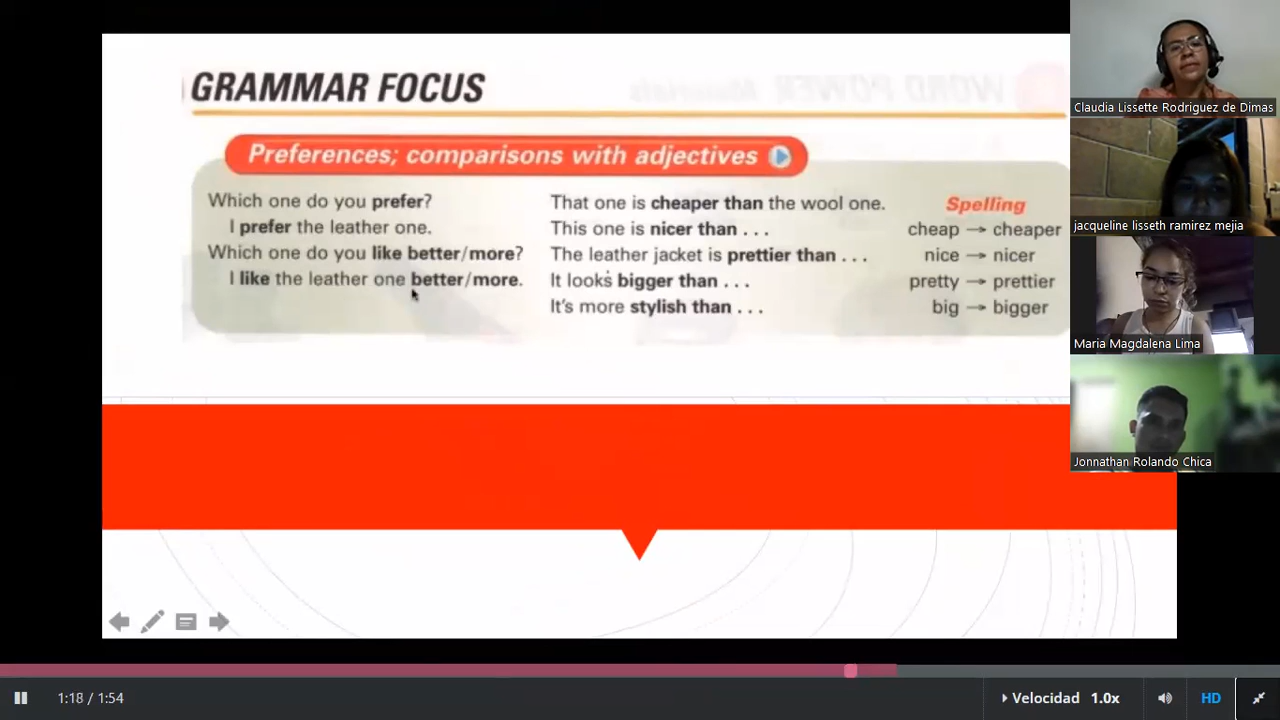 GRAMMAR FOCUS
Preferences; comparisons with adjectives
Which one do you prefer?
I prefer the leather one.
Which one do you like better/more?
I like the leather one better/more.
That one is cheaper than the wool one.
This one is nicer than . . .
The leather jacket is prettier than . . .
It looks bigger than . . .
It's more stylish than . . .
Spelling
cheap → cheaper
nice → nicer
pretty → prettier
big → bigger
Claudia Lissette Rodriguez de Dimas
jacqueline lisseth ramirez mejia
Maria Magdalena Lima
Jonnathan Rolando Chica
1:18 / 1:54
Velocidad 1.0x
HD